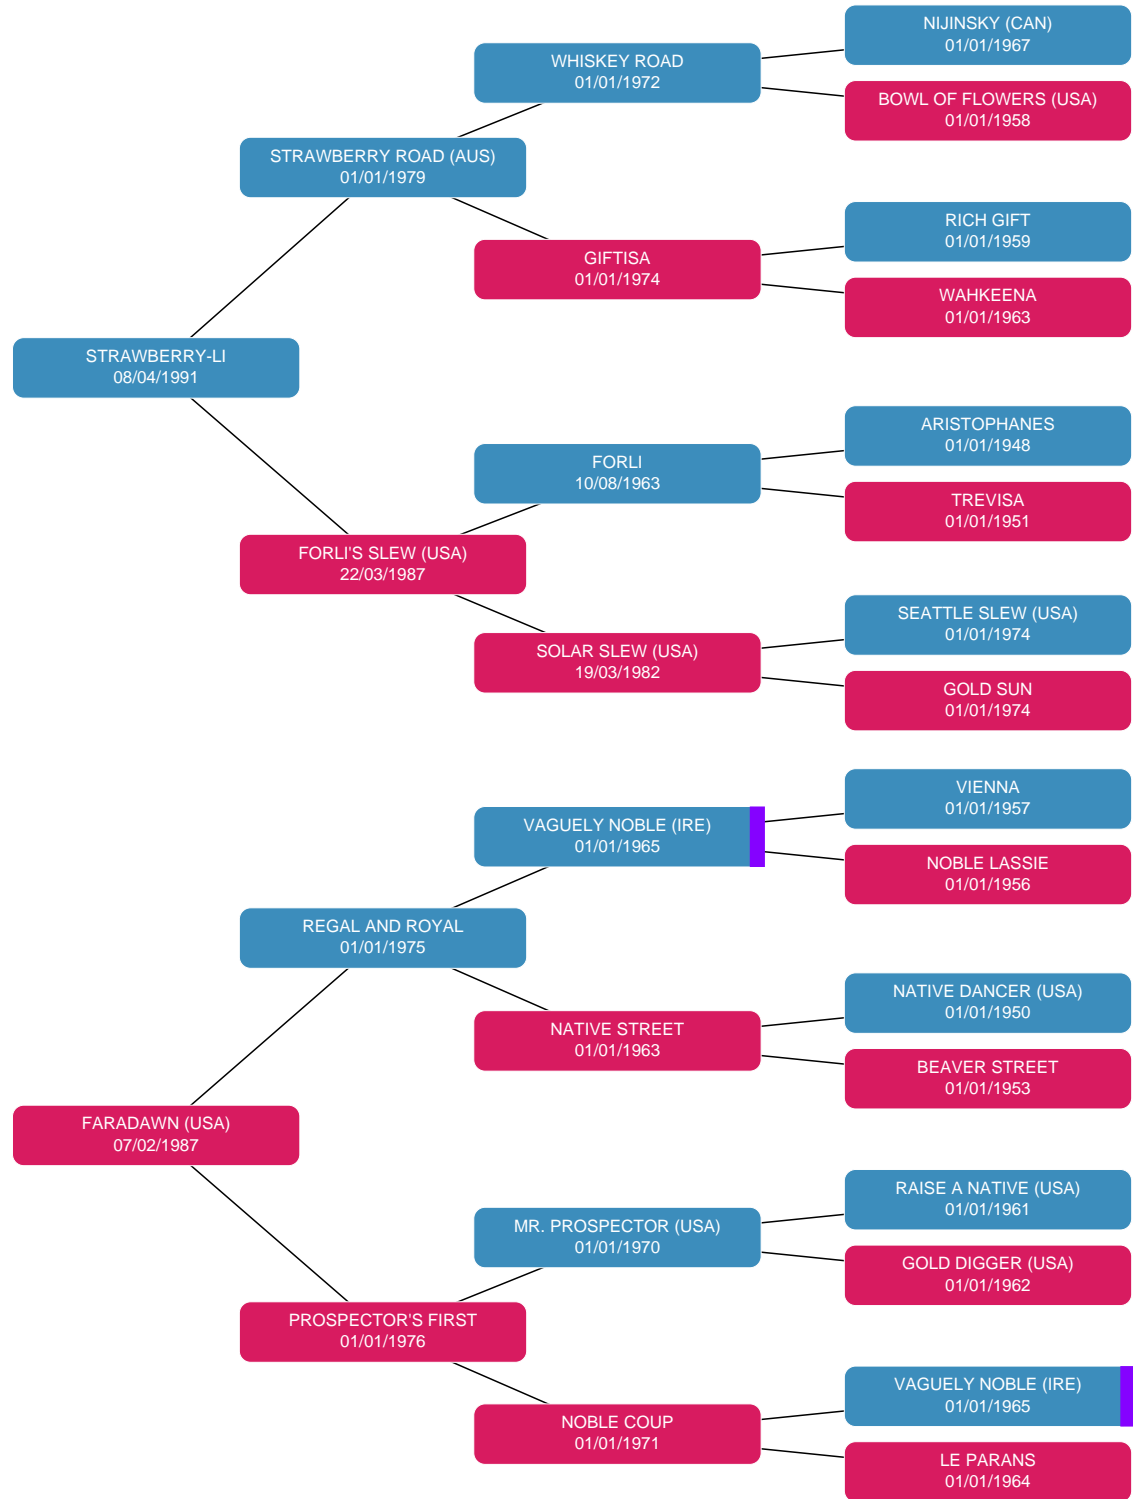 NIJINSKY (CAN)
01/01/1967
WHISKEY ROAD
01/01/1972
BOWL OF FLOWERS (USA)
01/01/1958
STRAWBERRY ROAD (AUS)
01/01/1979
RICH GIFT
01/01/1959
GIFTISA
01/01/1974
WAHKEENA
01/01/1963
STRAWBERRY-LI
08/04/1991
ARISTOPHANES
01/01/1948
FORLI
10/08/1963
TREVISA
01/01/1951
FORLI'S SLEW (USA)
22/03/1987
SEATTLE SLEW (USA)
01/01/1974
SOLAR SLEW (USA)
19/03/1982
GOLD SUN
01/01/1974
VIENNA
01/01/1957
VAGUELY NOBLE (IRE)
01/01/1965
NOBLE LASSIE
01/01/1956
REGAL AND ROYAL
01/01/1975
NATIVE DANCER (USA)
01/01/1950
NATIVE STREET
01/01/1963
BEAVER STREET
01/01/1953
FARADAWN (USA)
07/02/1987
RAISE A NATIVE (USA)
01/01/1961
MR. PROSPECTOR (USA)
01/01/1970
GOLD DIGGER (USA)
01/01/1962
PROSPECTOR'S FIRST
01/01/1976
VAGUELY NOBLE (IRE)
01/01/1965
NOBLE COUP
01/01/1971
LE PARANS
01/01/1964